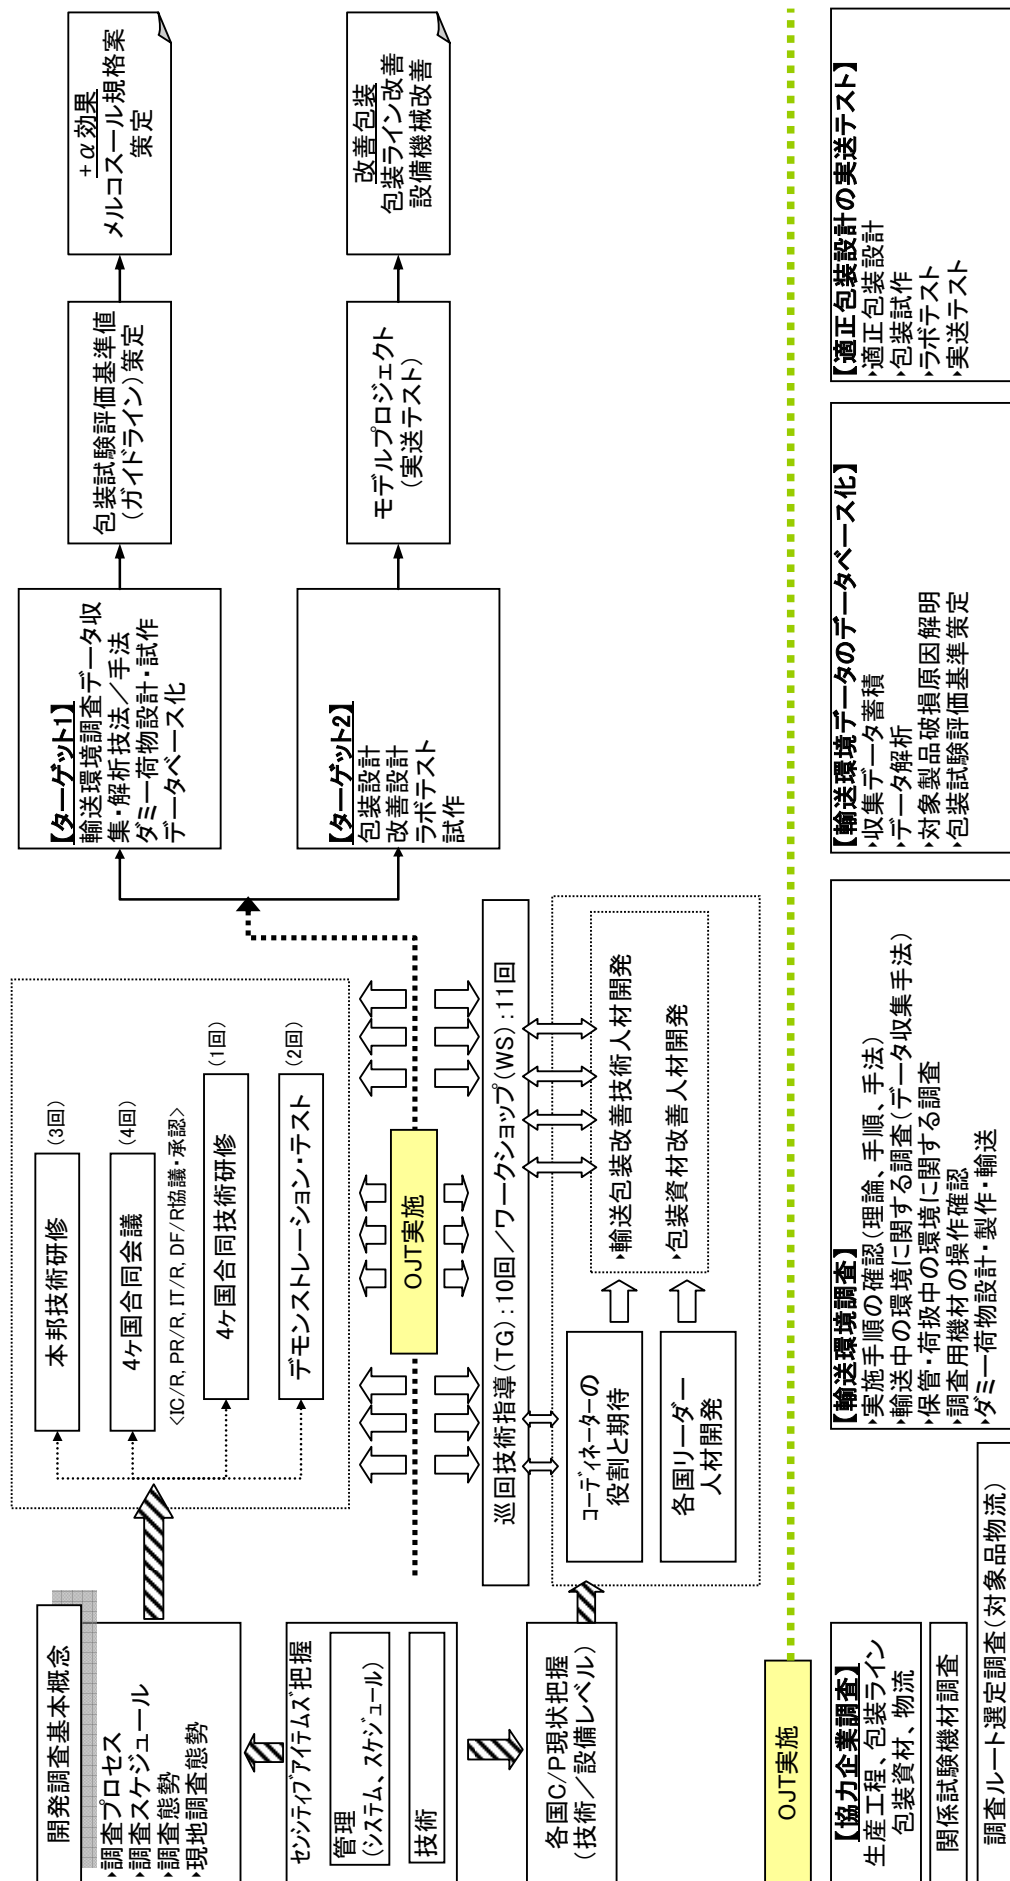 開発調査基本概念
▸調査プロセス
▸調査スケジュール
▸調査態勢
▸現地調査態勢
センシティブアイテムズ把握
管理
(システム、スケジュール)
技術
各国C/P現状把握
(技術／設備レベル)
本邦技術研修
(3回)
4ヶ国合同会議
(4回)
<IC/R, PR/R, IT/R, DF/R協議・承認>
4ヶ国合同技術研修
(1回)
デモンストレーション・テスト
(2回)
OJT実施
巡回技術指導(TG):10回／ワークショップ(WS):11回
コーディネーターの
役割と期待
各国リーダー
人材開発
▸輸送包装改善技術人材開発
▸包装資材改善人材開発
【ターゲット1】
輸送環境調査データ収
集・解析技法／手法
ダミー荷物設計・試作
データベース化
【ターゲット2】
包装設計
改善設計
ラボテスト
試作
包装試験評価基準値
(ガイドライン)策定
モデルプロジェクト
(実送テスト)
+α効果
メルコスール規格案
策定
改善包装
包装ライン改善
設備機械改善
OJT実施
【協力企業調査】
生産工程、包装ライン
包装資材、物流
関係試験機材調査
調査ルート選定調査(対象品物流)
【輸送環境調査】
▸実施手順の確認(理論、手順、手法)
▸輸送中の環境に関する調査(データ収集手法)
▸保管・荷扱中の環境に関する調査
▸調査用機材の操作確認
▸ダミー荷物設計・製作・輸送
【輸送環境データのデータベース化】
▸収集データ蓄積
▸データ解析
▸対象製品破損原因解明
▸包装試験評価基準策定
【適正包装設計の実送テスト】
▸適正包装設計
▸包装試作
▸ラボテスト
▸実送テスト